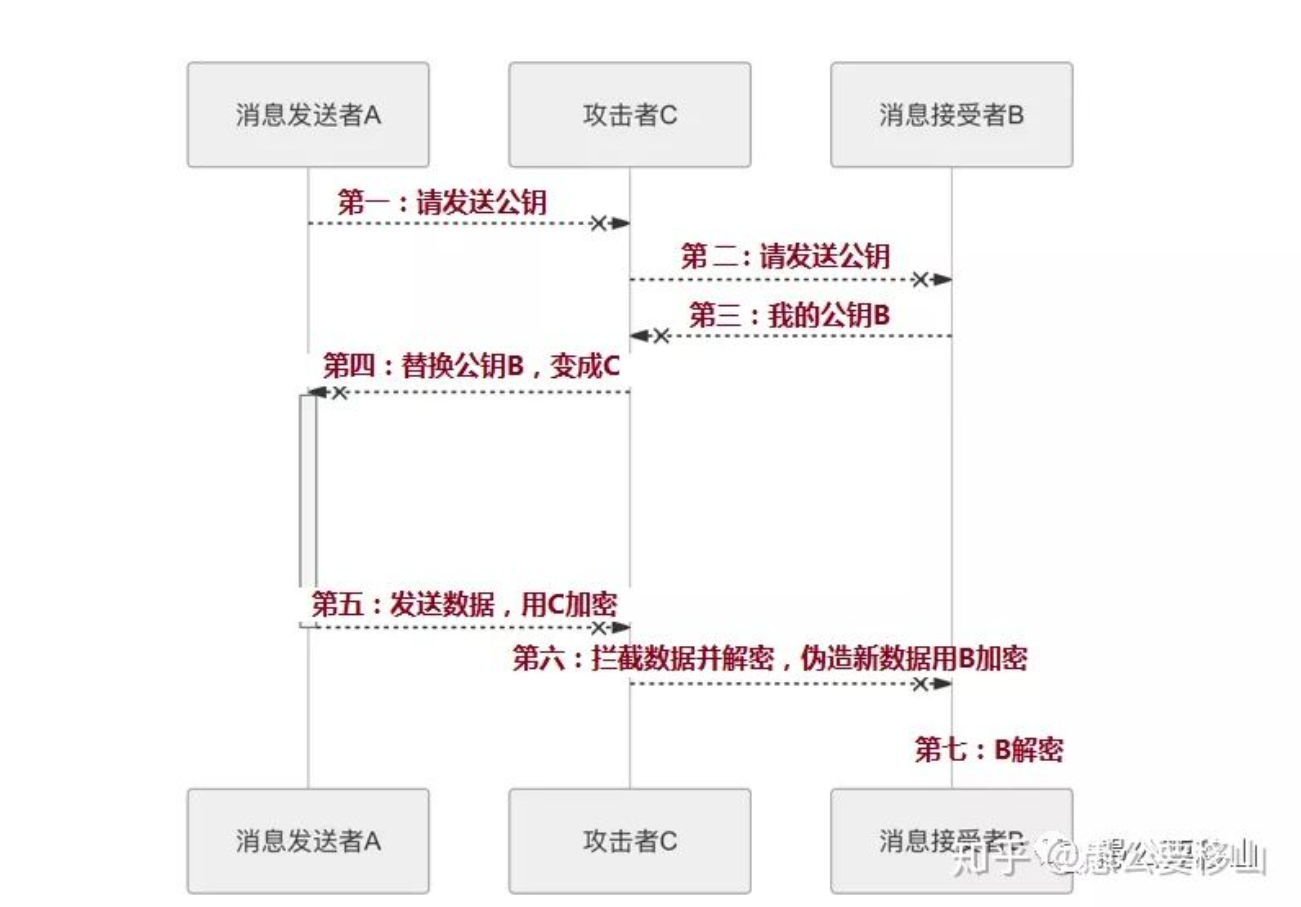 消息发送者A
攻击者C
消息接受者B
第一：请发送公钥
第二：请发送公钥
第三：我的公钥B
第四：替换公钥B，变成C
第五：发送数据，用C加密
第六：拦截数据并解密，伪造新数据用B加密
第七：B解密
消息发送者A
攻击者C
消息接受者B
知乎 @愚公要移山